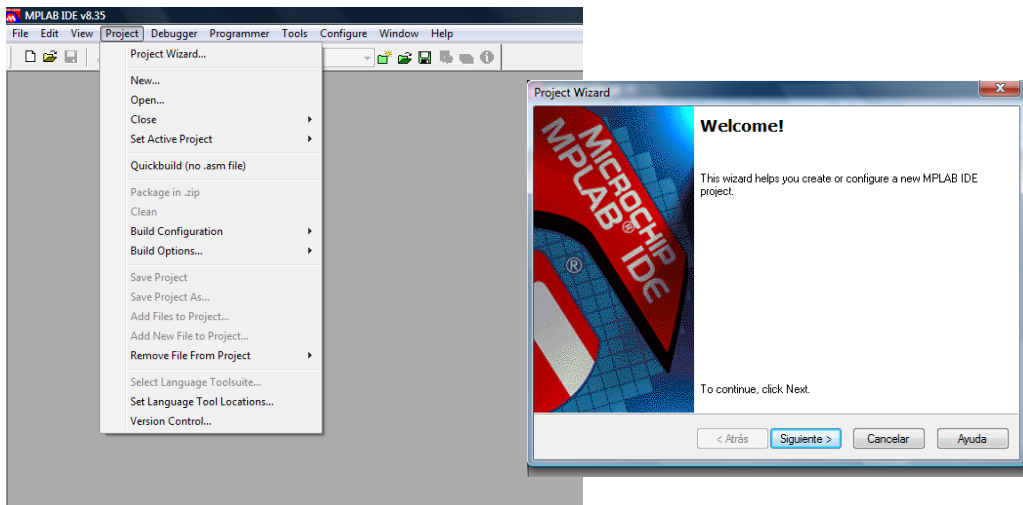 MPLAB IDE v8.35
File Edit View Project Debugger Programmer Tools Configure Window Help
Project Wizard...
New...
Open...
Close
Set Active Project
Quickbuild (no .asm file)
Package in .zip
Clean
Build Configuration
Build Options...
Save Project
Save Project As...
Add Files to Project...
Add New File to Project...
Remove File From Project
Select Language Toolsuite...
Set Language Tool Locations...
Version Control...
Project Wizard
MICROCHIP
MPLAB® IDE
®
Welcome!
This wizard helps you create or configure a new MPLAB IDE
project.
To continue, click Next.
< Atrás Siguiente > Cancelar Ayuda